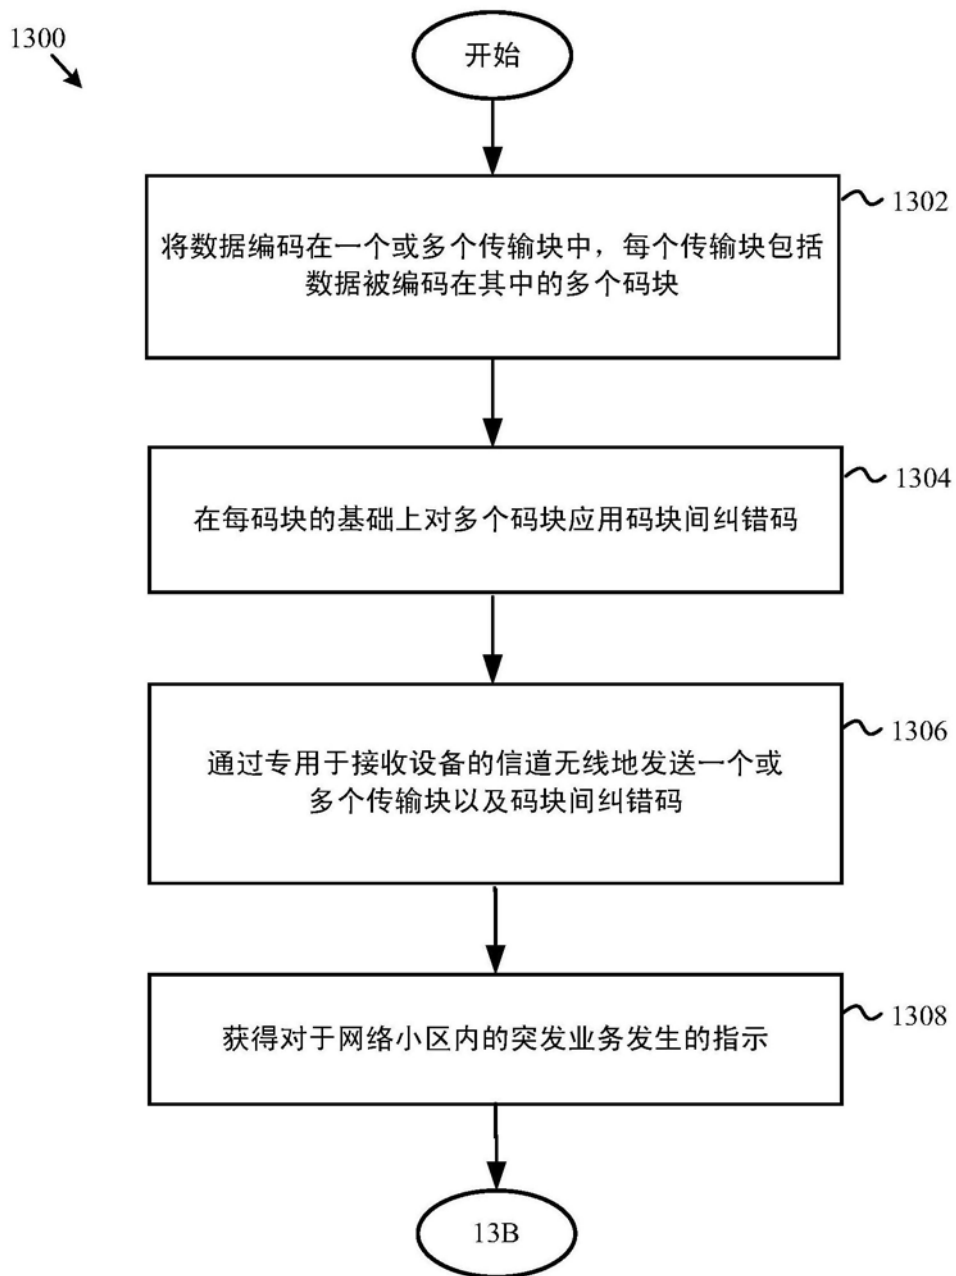 1300
开始
1302
将数据编码在一个或多个传输块中，每个传输块包括
数据被编码在其中的多个码块
1304
在每码块的基础上对多个码块应用码块间纠错码
1306
通过专用于接收设备的信道无线地发送一个或
多个传输块以及码块间纠错码
1308
获得对于网络小区内的突发业务发生的指示
13B